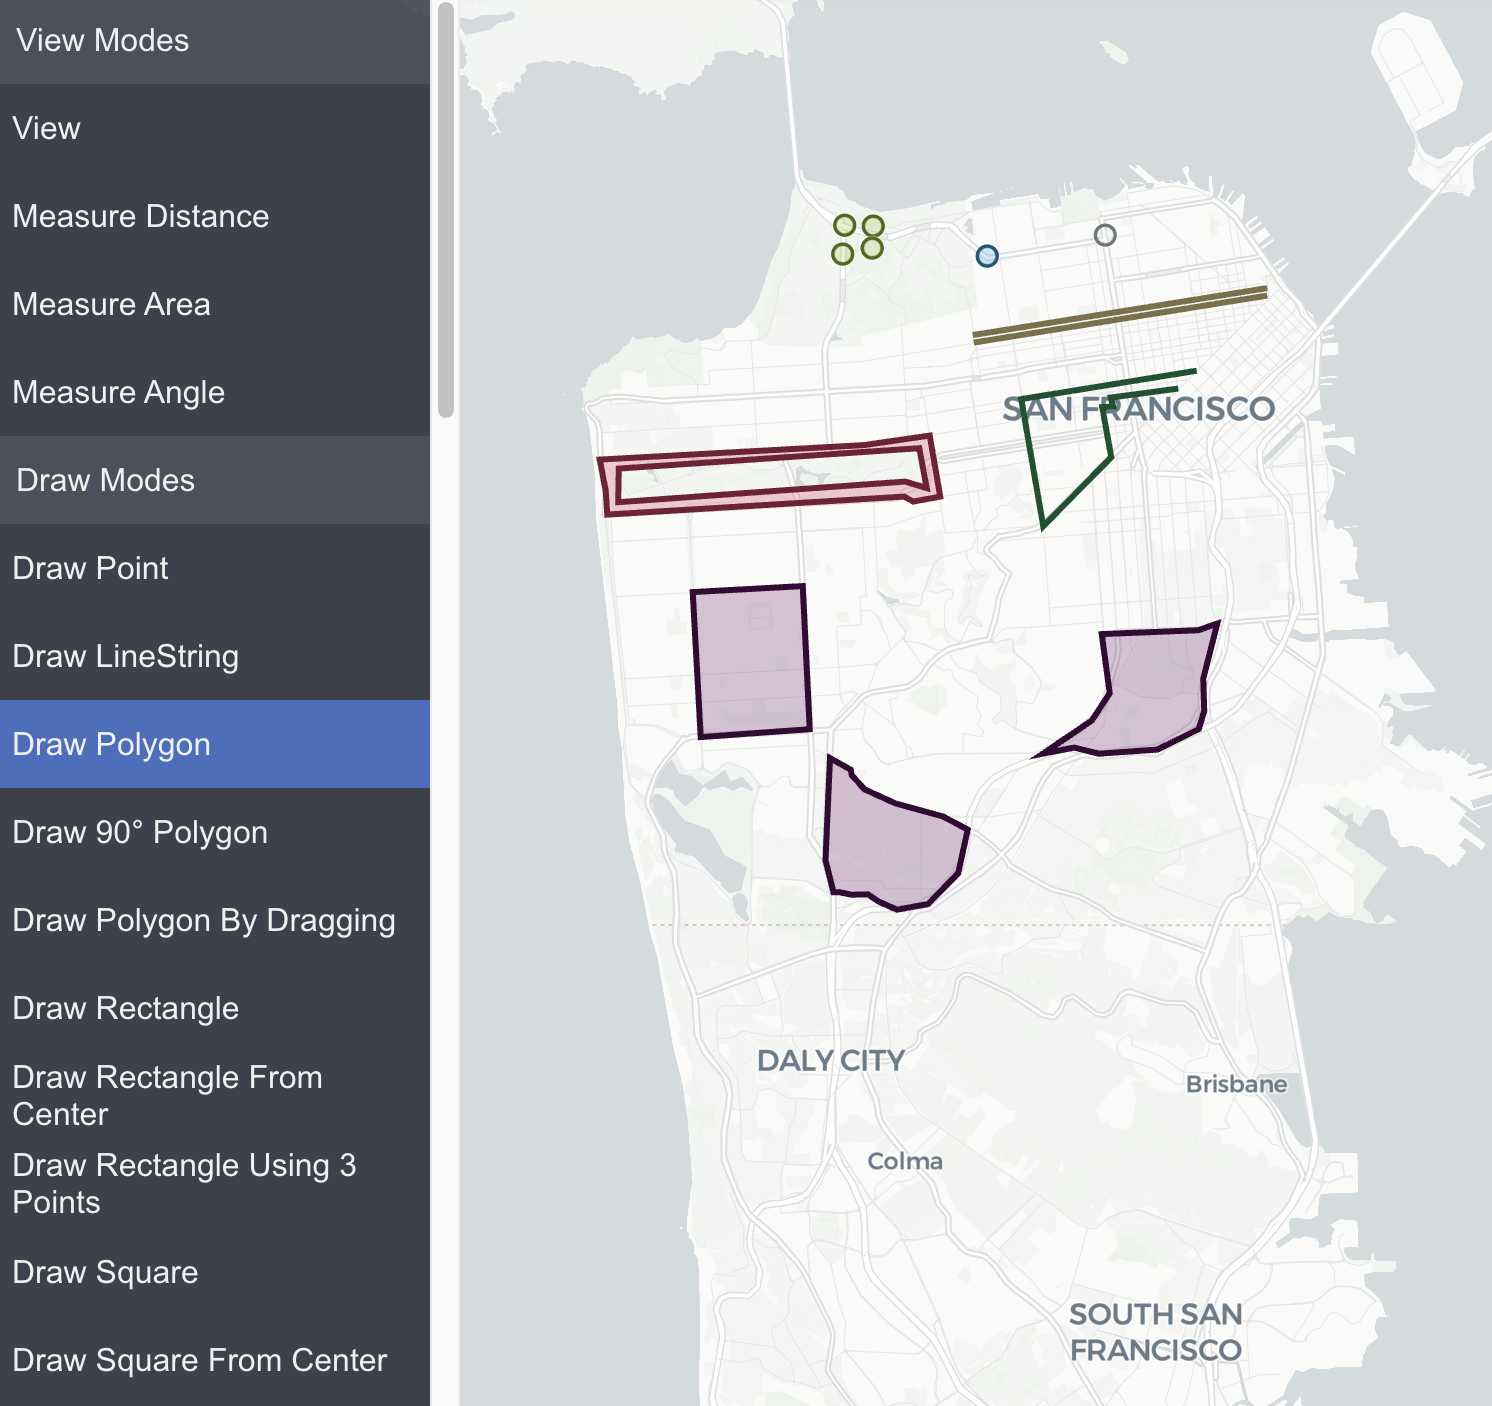 View Modes
View
Measure Distance
Measure Area
Measure Angle
Draw Modes
Draw Point
Draw LineString
Draw Polygon
Draw 90° Polygon
Draw Polygon By Dragging
Draw Rectangle
Draw Rectangle From
Center
Draw Rectangle Using 3
Points
Draw Square
Draw Square From Center
SAN FRANCISCO
DALY CITY
Brisbane
Colma
SOUTH SAN
FRANCISCO